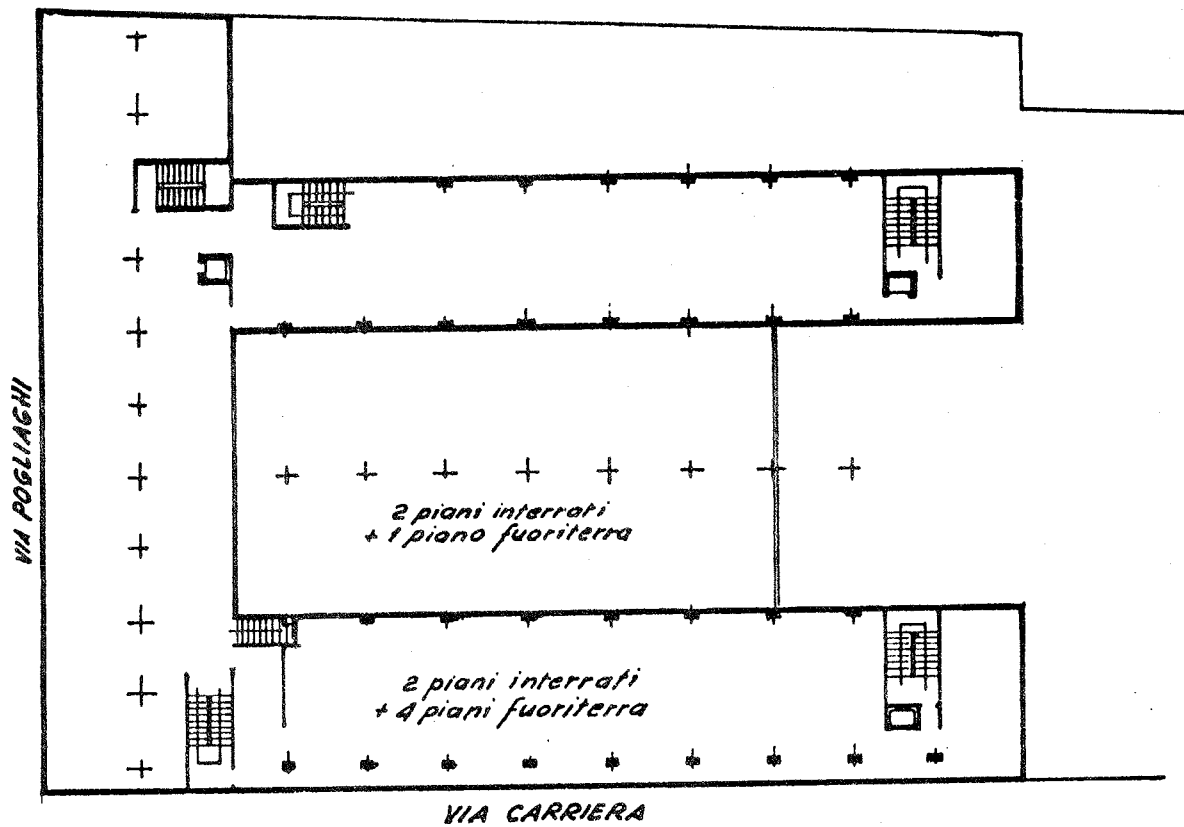 VIA POGLIAGHI
2 piani interrati
+ 1 piano fuoriterra
2 piani interrati
+ 4 piani fuoriterra
VIA CARRIERA